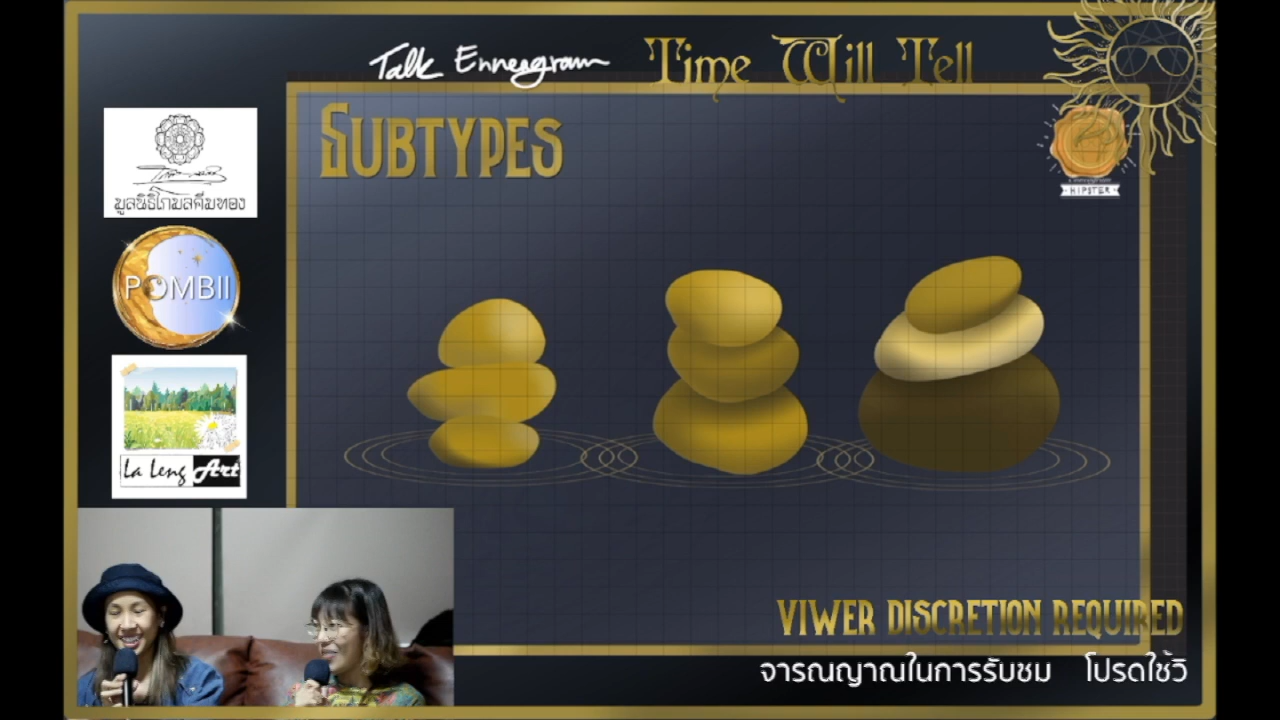 Talk Enneagram Time Will Tell
SUBTYPES
HIPSTER
มูลนิธิโกมลคีมทอง
POMBII
La Leng Art
VIWER DISCRETION REQUIRED
จารณญาณในการรับชม โปรดใช้วิ